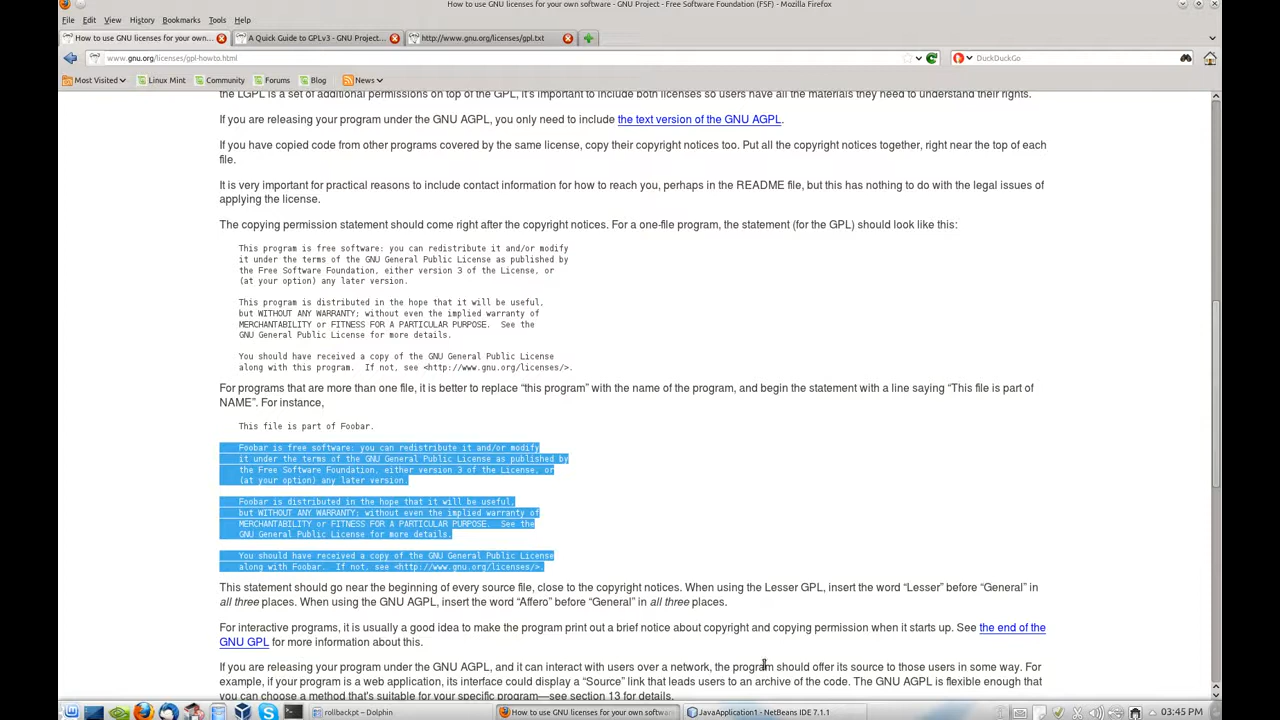 How to use GNU licenses for your own software - GNU Project - Free Software Foundation (FSF) - Mozilla Firefox
File Edit View History Bookmarks Tools Help
How to use GNU licenses for your own... A Quick Guide to GPLv3 - GNU Project... http://www.gnu.org/licenses/gpl.txt
www.gnu.org/licenses/gpl-howto.html DuckDuckGo
Most Visited Linux Mint Community Forums Blog News
the LGPL is a set of additional permissions on top of the GPL, it's important to include both licenses so users have all the materials they need to understand their rights.
If you are releasing your program under the GNU AGPL, you only need to include the text version of the GNU AGPL.
If you have copied code from other programs covered by the same license, copy their copyright notices too. Put all the copyright notices together, right near the top of each
file.
It is very important for practical reasons to include contact information for how to reach you, perhaps in the README file, but this has nothing to do with the legal issues of
applying the license.
The copying permission statement should come right after the copyright notices. For a one-file program, the statement (for the GPL) should look like this:
This program is free software: you can redistribute it and/or modify
it under the terms of the GNU General Public License as published by
the Free Software Foundation, either version 3 of the License, or
(at your option) any later version.
This program is distributed in the hope that it will be useful,
but WITHOUT ANY WARRANTY; without even the implied warranty of
MERCHANTABILITY or FITNESS FOR A PARTICULAR PURPOSE. See the
GNU General Public License for more details.
You should have received a copy of the GNU General Public License
along with this program. If not, see <http://www.gnu.org/licenses/>.
For programs that are more than one file, it is better to replace “this program” with the name of the program, and begin the statement with a line saying “This file is part of
NAME”. For instance,
This file is part of Foobar.
Foobar is free software: you can redistribute it and/or modify
it under the terms of the GNU General Public License as published by
the Free Software Foundation, either version 3 of the License, or
(at your option) any later version.
Foobar is distributed in the hope that it will be useful,
but WITHOUT ANY WARRANTY; without even the implied warranty of
MERCHANTABILITY or FITNESS FOR A PARTICULAR PURPOSE. See the
GNU General Public License for more details.
You should have received a copy of the GNU General Public License
along with Foobar. If not, see <http://www.gnu.org/licenses/>.
This statement should go near the beginning of every source file, close to the copyright notices. When using the Lesser GPL, insert the word “Lesser” before “General” in
all three places. When using the GNU AGPL, insert the word “Affero” before “General” in all three places.
For interactive programs, it is usually a good idea to make the program print out a brief notice about copyright and copying permission when it starts up. See the end of the
GNU GPL for more information about this.
If you are releasing your program under the GNU AGPL, and it can interact with users over a network, the program should offer its source to those users in some way. For
example, if your program is a web application, its interface could display a “Source” link that leads users to an archive of the code. The GNU AGPL is flexible enough that
you can choose a method that's suitable for your specific program—see section 13 for details.
rollbackpt – Dolphin How to use GNU licenses for your own softwar JavaApplication1 - NetBeans IDE 7.1.1 03:45 PM